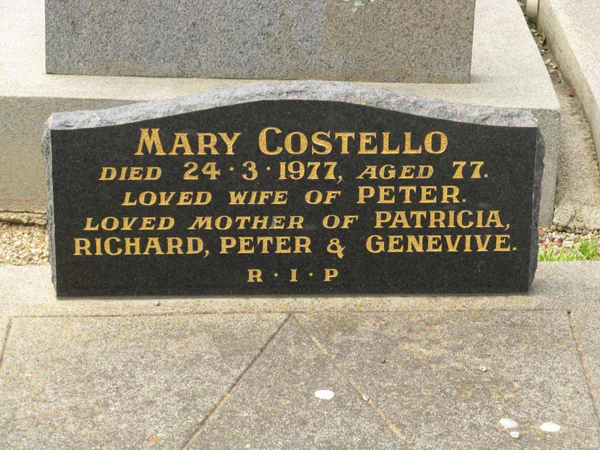 MARY COSTELLO
DIED 24·3·1977, AGED 77.
LOVED WIFE OF PETER.
LOVED MOTHER OF PATRICIA,
RICHARD, PETER & GENEVIVE.
R·I·P